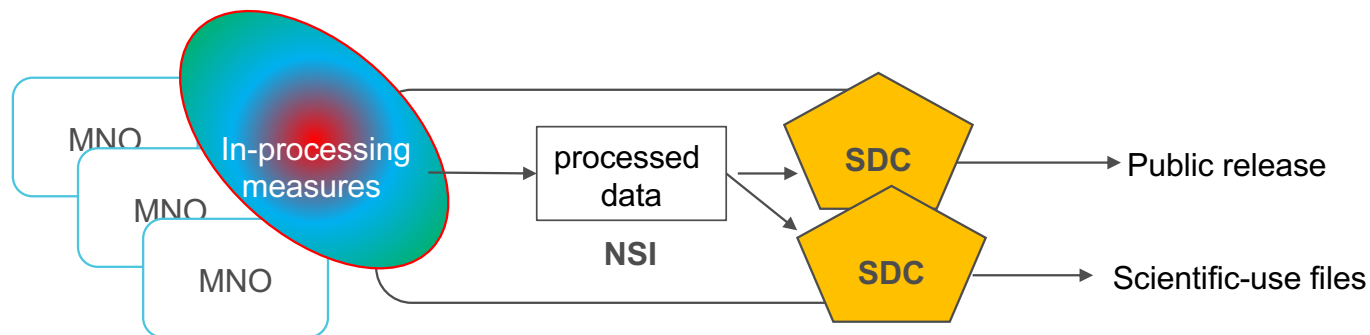 MNO
MNO
MNO
In-processing
measures
processed
data
NSI
SDC
SDC
Public release
Scientific-use files